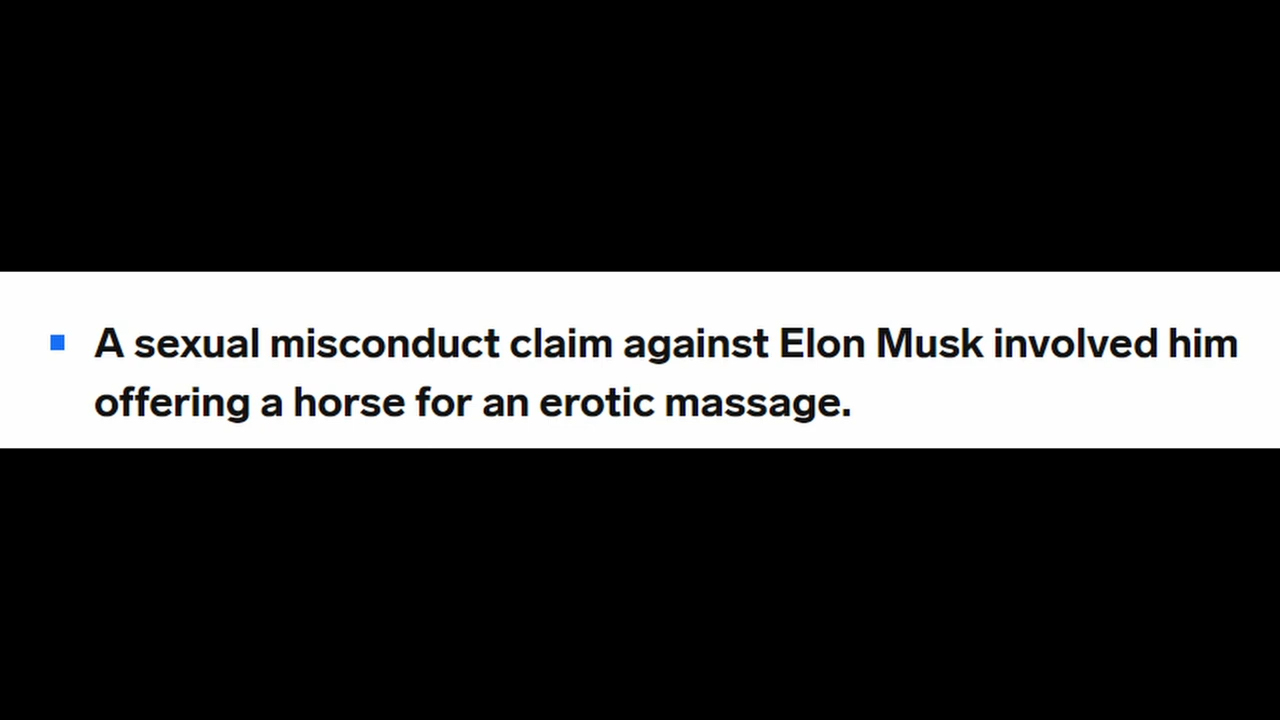 A sexual misconduct claim against Elon Musk involved him
offering a horse for an erotic massage.